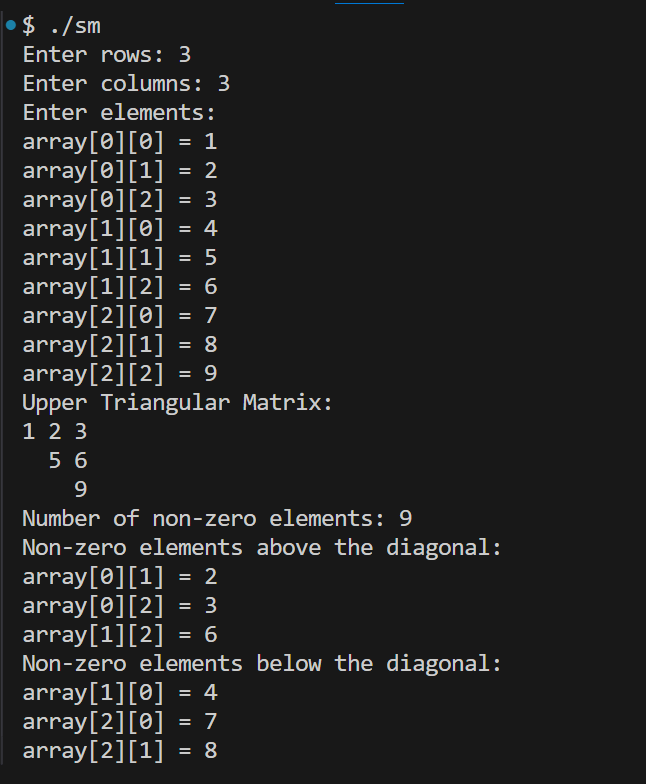 $ ./sm
Enter rows: 3
Enter columns: 3
Enter elements:
array[0][0] = 1
array[0][1] = 2
array[0][2] = 3
array[1][0] = 4
array[1][1] = 5
array[1][2] = 6
array[2][0] = 7
array[2][1] = 8
array[2][2] = 9
Upper Triangular Matrix:
1 2 3
  5 6
    9
Number of non-zero elements: 9
Non-zero elements above the diagonal:
array[0][1] = 2
array[0][2] = 3
array[1][2] = 6
Non-zero elements below the diagonal:
array[1][0] = 4
array[2][0] = 7
array[2][1] = 8